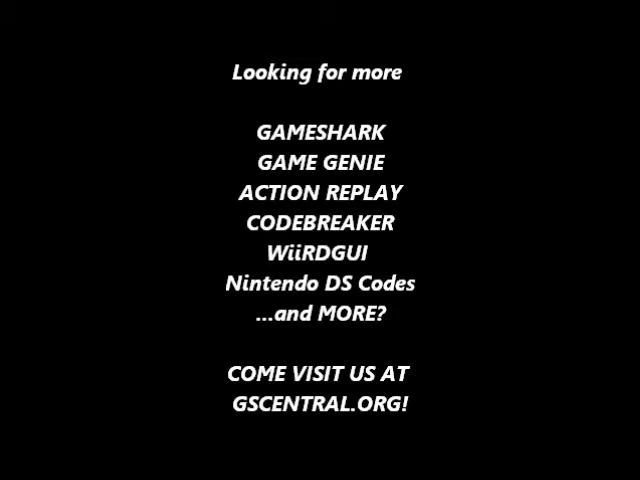 Looking for more
GAMESHARK
GAME GENIE
ACTION REPLAY
CODEBREAKER
WiiRDGUI
Nintendo DS Codes
...and MORE?
COME VISIT US AT
GSCENTRAL.ORG!